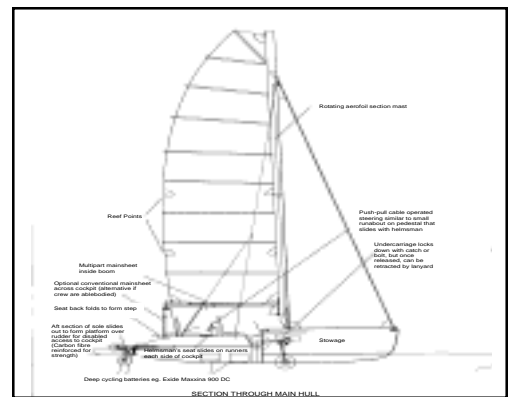 Rotating aerofoil section mast
Reef Points
Push-pull cable operated
steering similar to small
runabout on pedestal that
slides with helmsman
Undercarriage locks
down with catch or
bolt, but once
released, can be
retracted by lanyard
Multipart mainsheet
inside boom
Optional conventional mainsheet
across cockpit (alternative if
crew are ablebodied)
Seat back folds to form step
Aft section of sole slides
out to form platform over
rudder for disabled
access to cockpit
(Carbon fibre
reinforced for
strength)
Helmsman's seat slides on runners
each side of cockpit
Stowage
Deep cycling batteries eg. Exide Maxxima 900 DC
SECTION THROUGH MAIN HULL